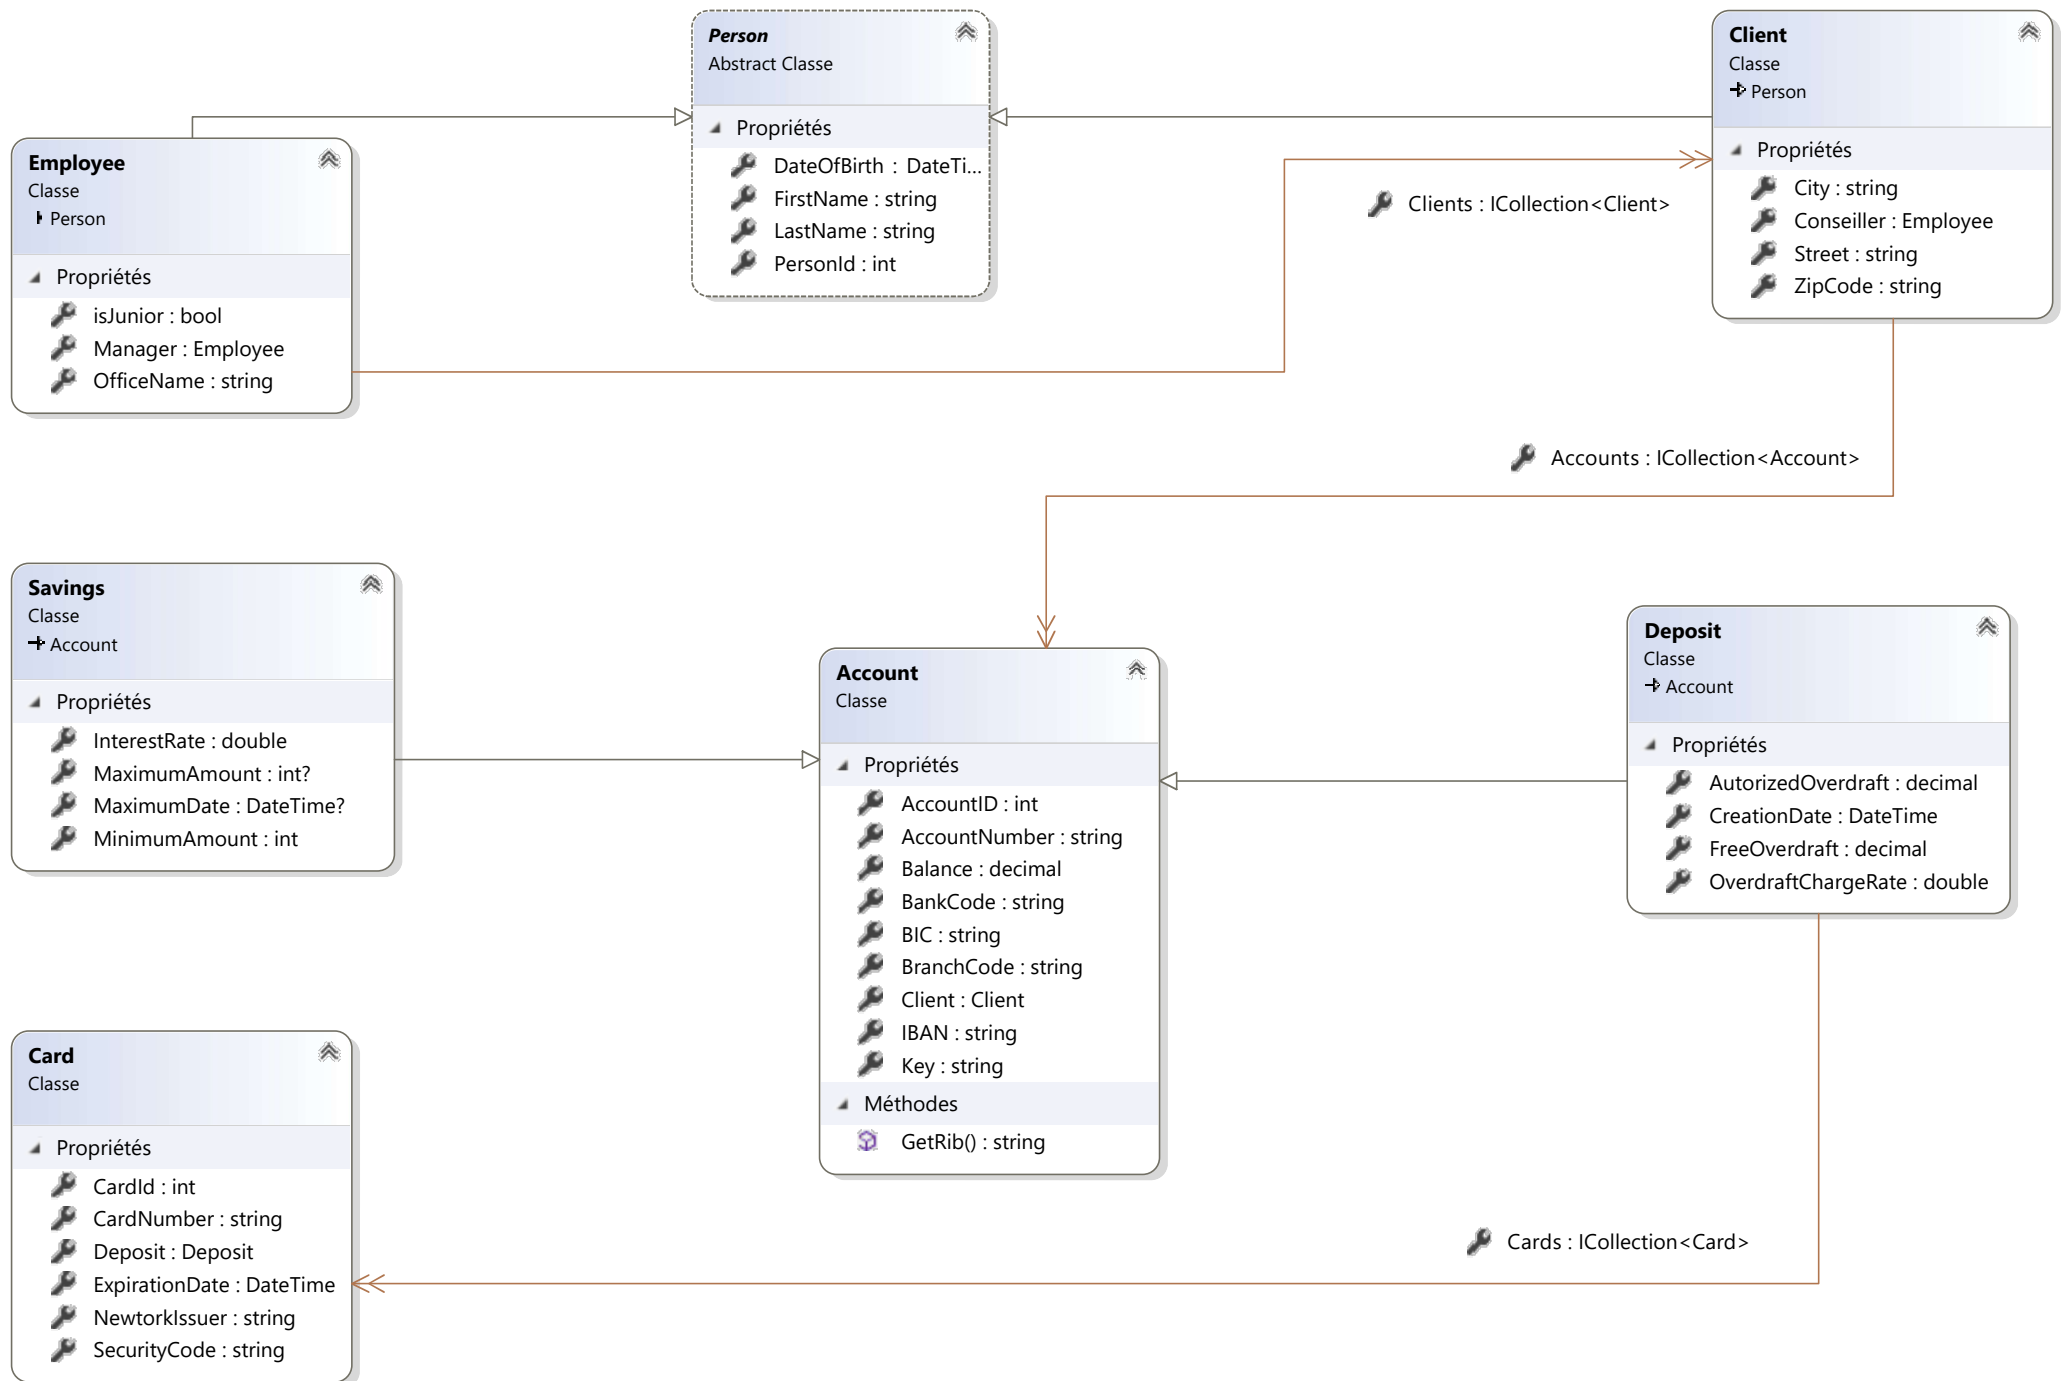 Person
Abstract Classe
Propriétés
DateOfBirth : DateTi...
FirstName : string
LastName : string
PersonId : int
Client
Classe
Person
Propriétés
City : string
Conseiller : Employee
Street : string
ZipCode : string
Employee
Classe
Person
Propriétés
isJunior : bool
Manager : Employee
OfficeName : string
Clients : ICollection<Client>
Accounts : ICollection<Account>
Savings
Classe
Account
Propriétés
InterestRate : double
MaximumAmount : int?
MaximumDate : DateTime?
MinimumAmount : int
Account
Classe
Propriétés
AccountID : int
AccountNumber : string
Balance : decimal
BankCode : string
BIC : string
BranchCode : string
Client : Client
IBAN : string
Key : string
Méthodes
GetRib() : string
Deposit
Classe
Account
Propriétés
AutorizedOverdraft : decimal
CreationDate : DateTime
FreeOverdraft : decimal
OverdraftChargeRate : double
Card
Classe
Propriétés
CardId : int
CardNumber : string
Deposit : Deposit
ExpirationDate : DateTime
NewtorkIssuer : string
SecurityCode : string
Cards : ICollection<Card>